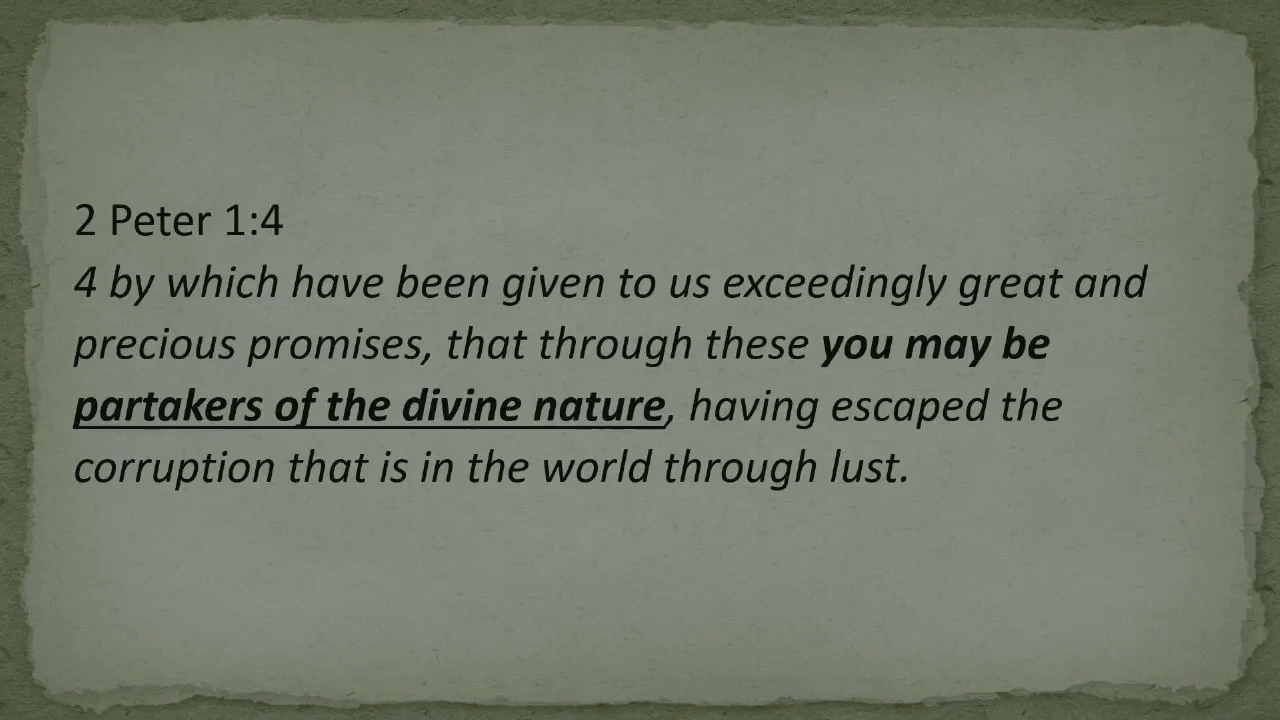 2 Peter 1:4
4 by which have been given to us exceedingly great and
precious promises, that through these you may be
partakers of the divine nature, having escaped the
corruption that is in the world through lust.